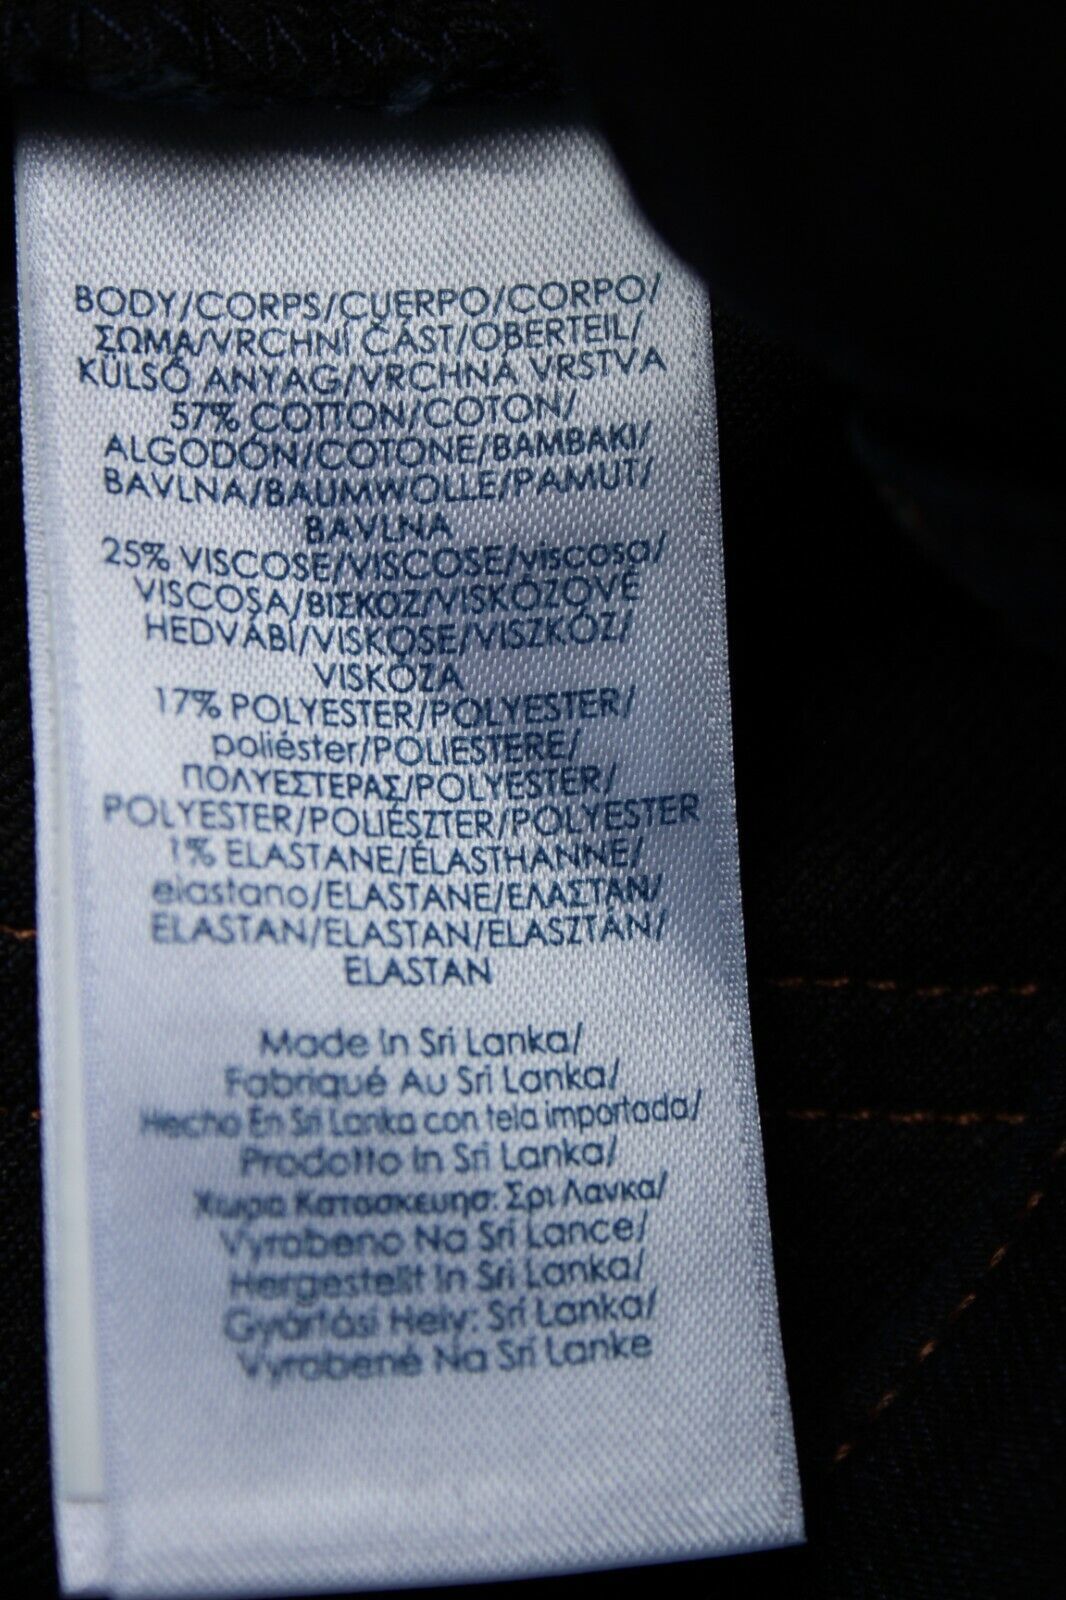 BODY/CORPS/CUERPO/CORPO/
ΣΩΜΑ/VRCHNÍ ČÁST/OBERTEIL/
KÜLSŐ ANYAG/VRCHNÁ VRSTVA
57% COTTON/COTON/
ALGODÓN/COTONE/BAMBAKI/
BAVLNA/BAUMWOLLE/PAMUT/
BAVLNA
25% VISCOSE/VISCOSE/viscosa/
VISCOSA/ΒΙΣΚΟΖ/VISKÓZOVÉ
HEDVÁBÍ/VISKOSE/VISZKÓZ/
VISKÓZA
17% POLYESTER/POLYESTER/
poliéster/POLIESTERE/
ΠΟΛΥΕΣΤΕΡΑΣ/POLYESTER/
POLYESTER/POLIÉSZTER/POLYESTER
1% ELASTANE/ÉLASTHANNE/
elastano/ELASTANE/ΕΛΑΣΤΑΝ/
ELASTAN/ELASTAN/ELASZTÁN/
ELASTAN
Made In Sri Lanka/
Fabriqué Au Sri Lanka/
Hecho En Sri Lanka con tela importada/
Prodotto In Sri Lanka/
Χωρα Κατασκευησ: Σρι Λανκα/
Vyrobeno Na Srí Lance/
Hergestellt In Sri Lanka/
Gyártási Hely: Srí Lanka/
Vyrobené Na Srí Lanke